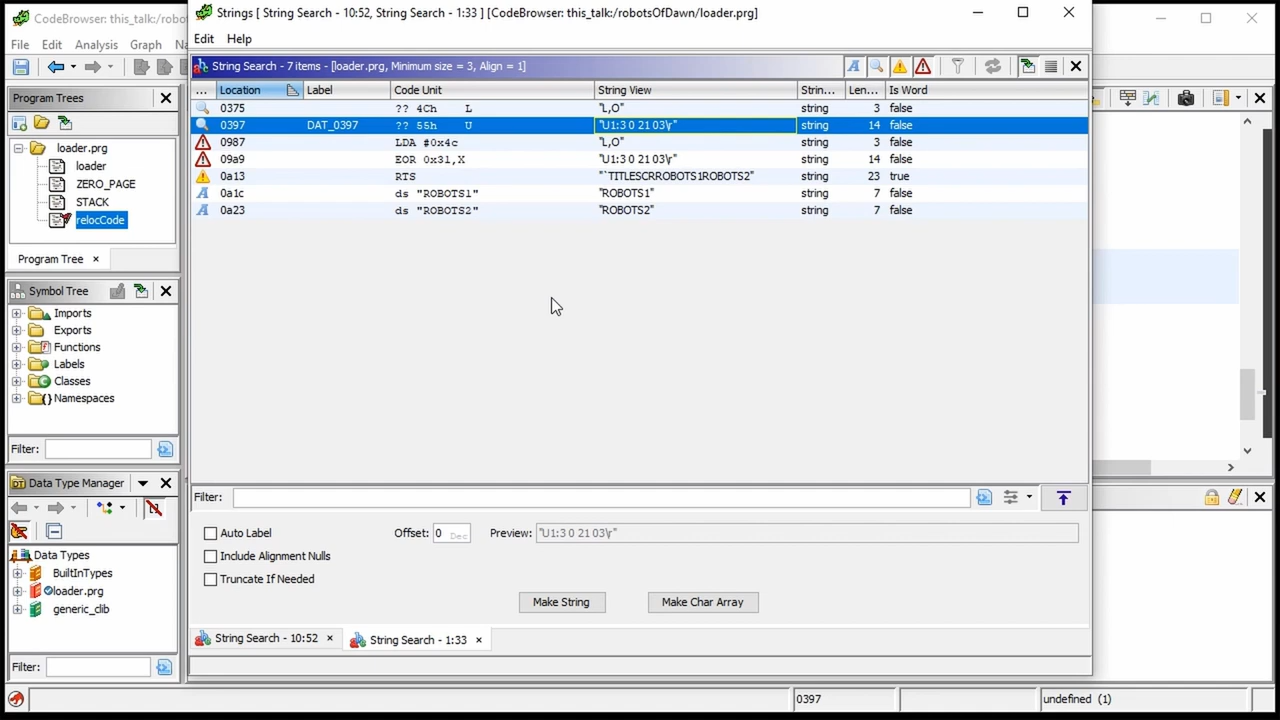 CodeBrowser: this_talk:/robo
File Edit Analysis Graph Na
Program Trees
loader.prg
loader
ZERO_PAGE
STACK
relocCode
Program Tree ×
Symbol Tree
Imports
Exports
Functions
Labels
Classes
Namespaces
Filter:
Data Type Manager
Data Types
BuiltInTypes
loader.prg
generic_clib
Filter:
Strings [ String Search - 10:52, String Search - 1:33 ] [CodeBrowser: this_talk:/robotsOfDawn/loader.prg]
Edit Help
String Search - 7 items - [loader.prg, Minimum size = 3, Align = 1]
... Location Label Code Unit String View Strin... Len... Is Word
0375 ?? 4Ch L "L,O" string 3 false
0397 DAT_0397 ?? 55h U "U1:3 0 21 03\r" string 14 false
0987 LDA #0x4c "L,O" string 3 false
09a9 EOR 0x31,X "U1:3 0 21 03\r" string 14 false
0a13 RTS "`TITLESCRROBOTS1ROBOTS2" string 23 true
0a1c ds "ROBOTS1" "ROBOTS1" string 7 false
0a23 ds "ROBOTS2" "ROBOTS2" string 7 false
Filter:
Auto Label Offset: 0 Dec Preview: "U1:3 0 21 03\r"
Include Alignment Nulls
Truncate If Needed
Make String Make Char Array
String Search - 10:52 × String Search - 1:33 ×
0397 undefined (1)